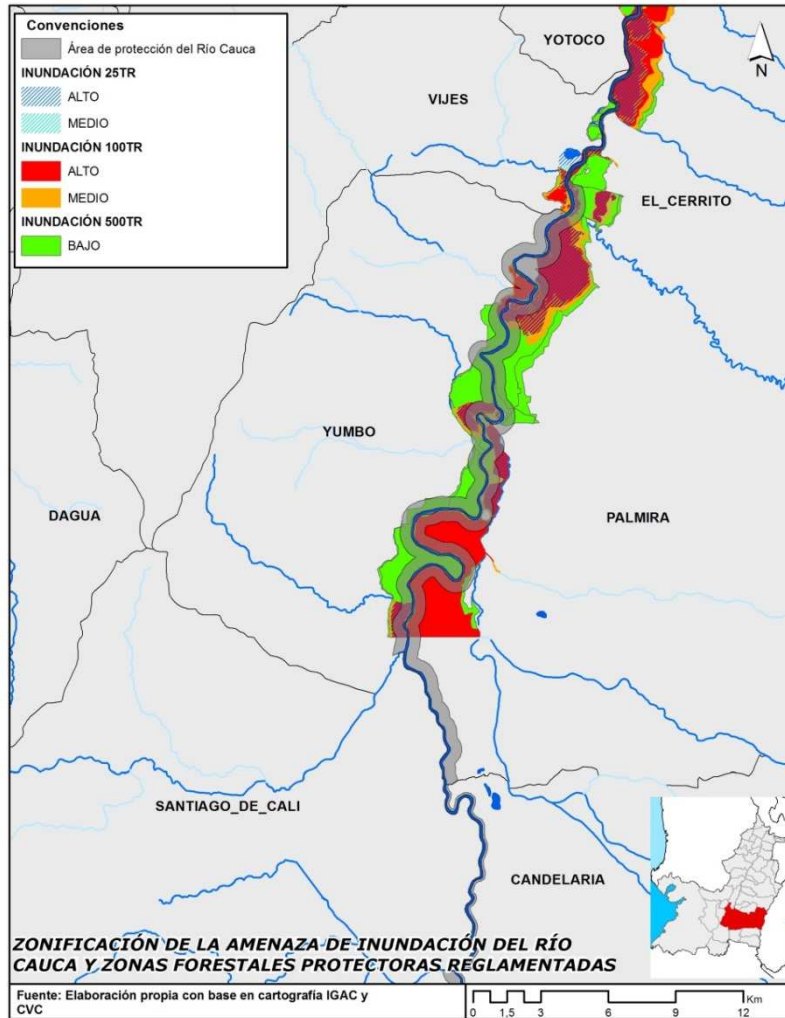 Convenciones
Área de protección del Río Cauca
INUNDACIÓN 25TR
ALTO
MEDIO
INUNDACIÓN 100TR
ALTO
MEDIO
INUNDACIÓN 500TR
BAJO
YOTOCO
N
VIJES
EL_CERRITO
YUMBO
DAGUA
PALMIRA
SANTIAGO_DE_CALI
CANDELARIA
ZONIFICACIÓN DE LA AMENAZA DE INUNDACIÓN DEL RÍO
CAUCA Y ZONAS FORESTALES PROTECTORAS REGLAMENTADAS
Fuente: Elaboración propia con base en cartografía IGAC y
CVC
Km
0 1,5 3 6 9 12